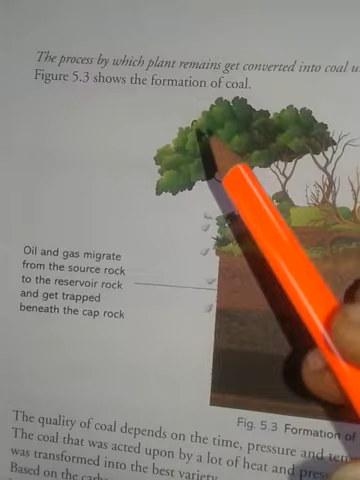 The process by which plant remains get converted into coal
Figure 5.3 shows the formation of coal.
Oil and gas migrate
from the source rock
to the reservoir rock
and get trapped
beneath the cap rock
Fig. 5.3 Formation of
The quality of coal depends on the time, pressure and
The coal that was acted upon by a lot of heat and
was transformed into the best variety
Based on the